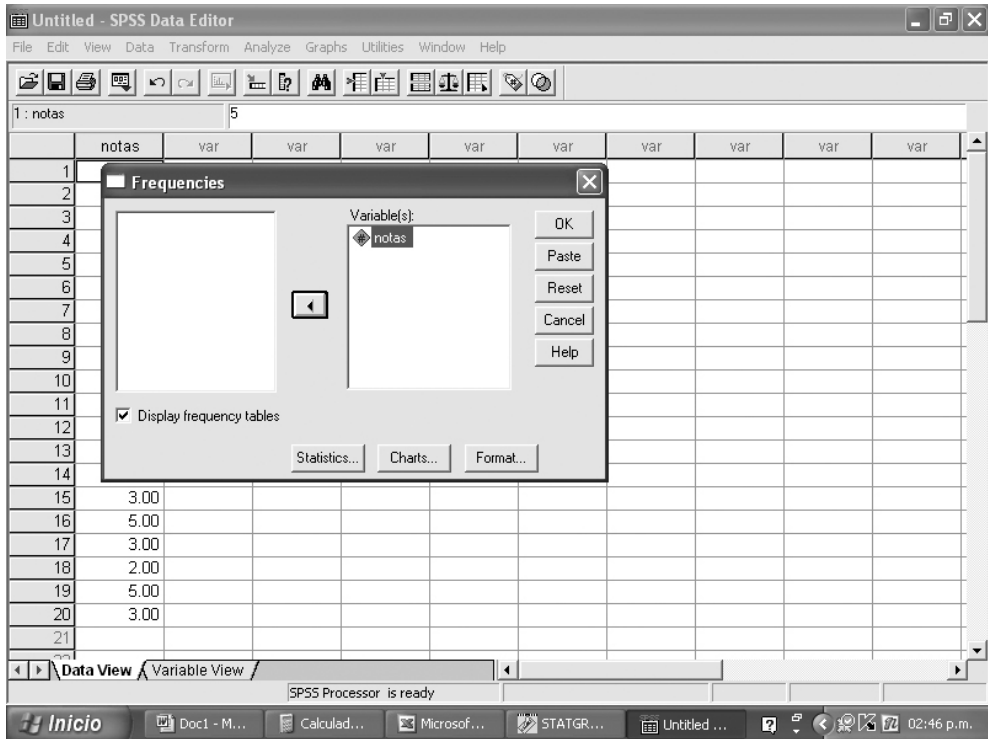 Untitled - SPSS Data Editor
File Edit View Data Transform Analyze Graphs Utilities Window Help
1 : notas 5
notas var var var var var var var var var
1
2
3
4
5
6
7
8
9
10
11
12
13
14
Frequencies
Variable(s):
notas
OK
Paste
Reset
Cancel
Help
Display frequency tables
Statistics... Charts... Format...
15 3.00
16 5.00
17 3.00
18 2.00
19 5.00
20 3.00
21
Data View Variable View
SPSS Processor is ready
Inicio Doc1 - M... Calculad... Microsof... STATGR... Untitled ... 02:46 p.m.